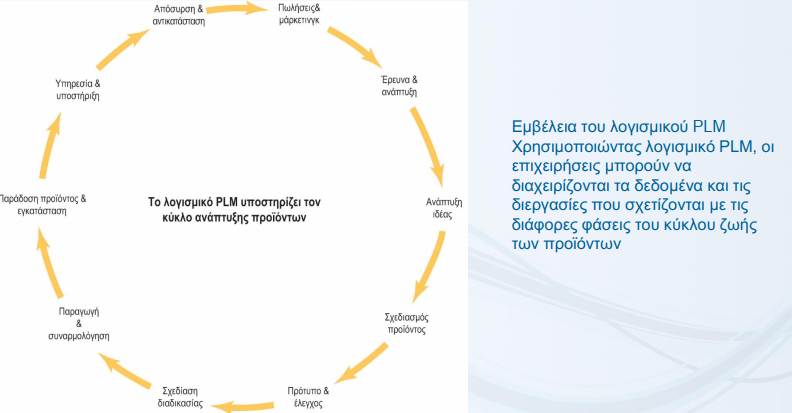 Απόσυρση &
αντικατάσταση
Πωλήσεις&
μάρκετινγκ
Έρευνα &
ανάπτυξη
Ανάπτυξη
ιδέας
Σχεδιασμός
προϊόντος
Πρότυπο &
έλεγχος
Σχεδίαση
διαδικασίας
Παραγωγή
&
συναρμολόγηση
Παράδοση προϊόντος &
εγκατάσταση
Υπηρεσία &
υποστήριξη
Το λογισμικό PLM υποστηρίζει τον
κύκλο ανάπτυξης προϊόντων
Εμβέλεια του λογισμικού PLM
Χρησιμοποιώντας λογισμικό PLM, οι
επιχειρήσεις μπορούν να
διαχειρίζονται τα δεδομένα και τις
διεργασίες που σχετίζονται με τις
διάφορες φάσεις του κύκλου ζωής
των προϊόντων